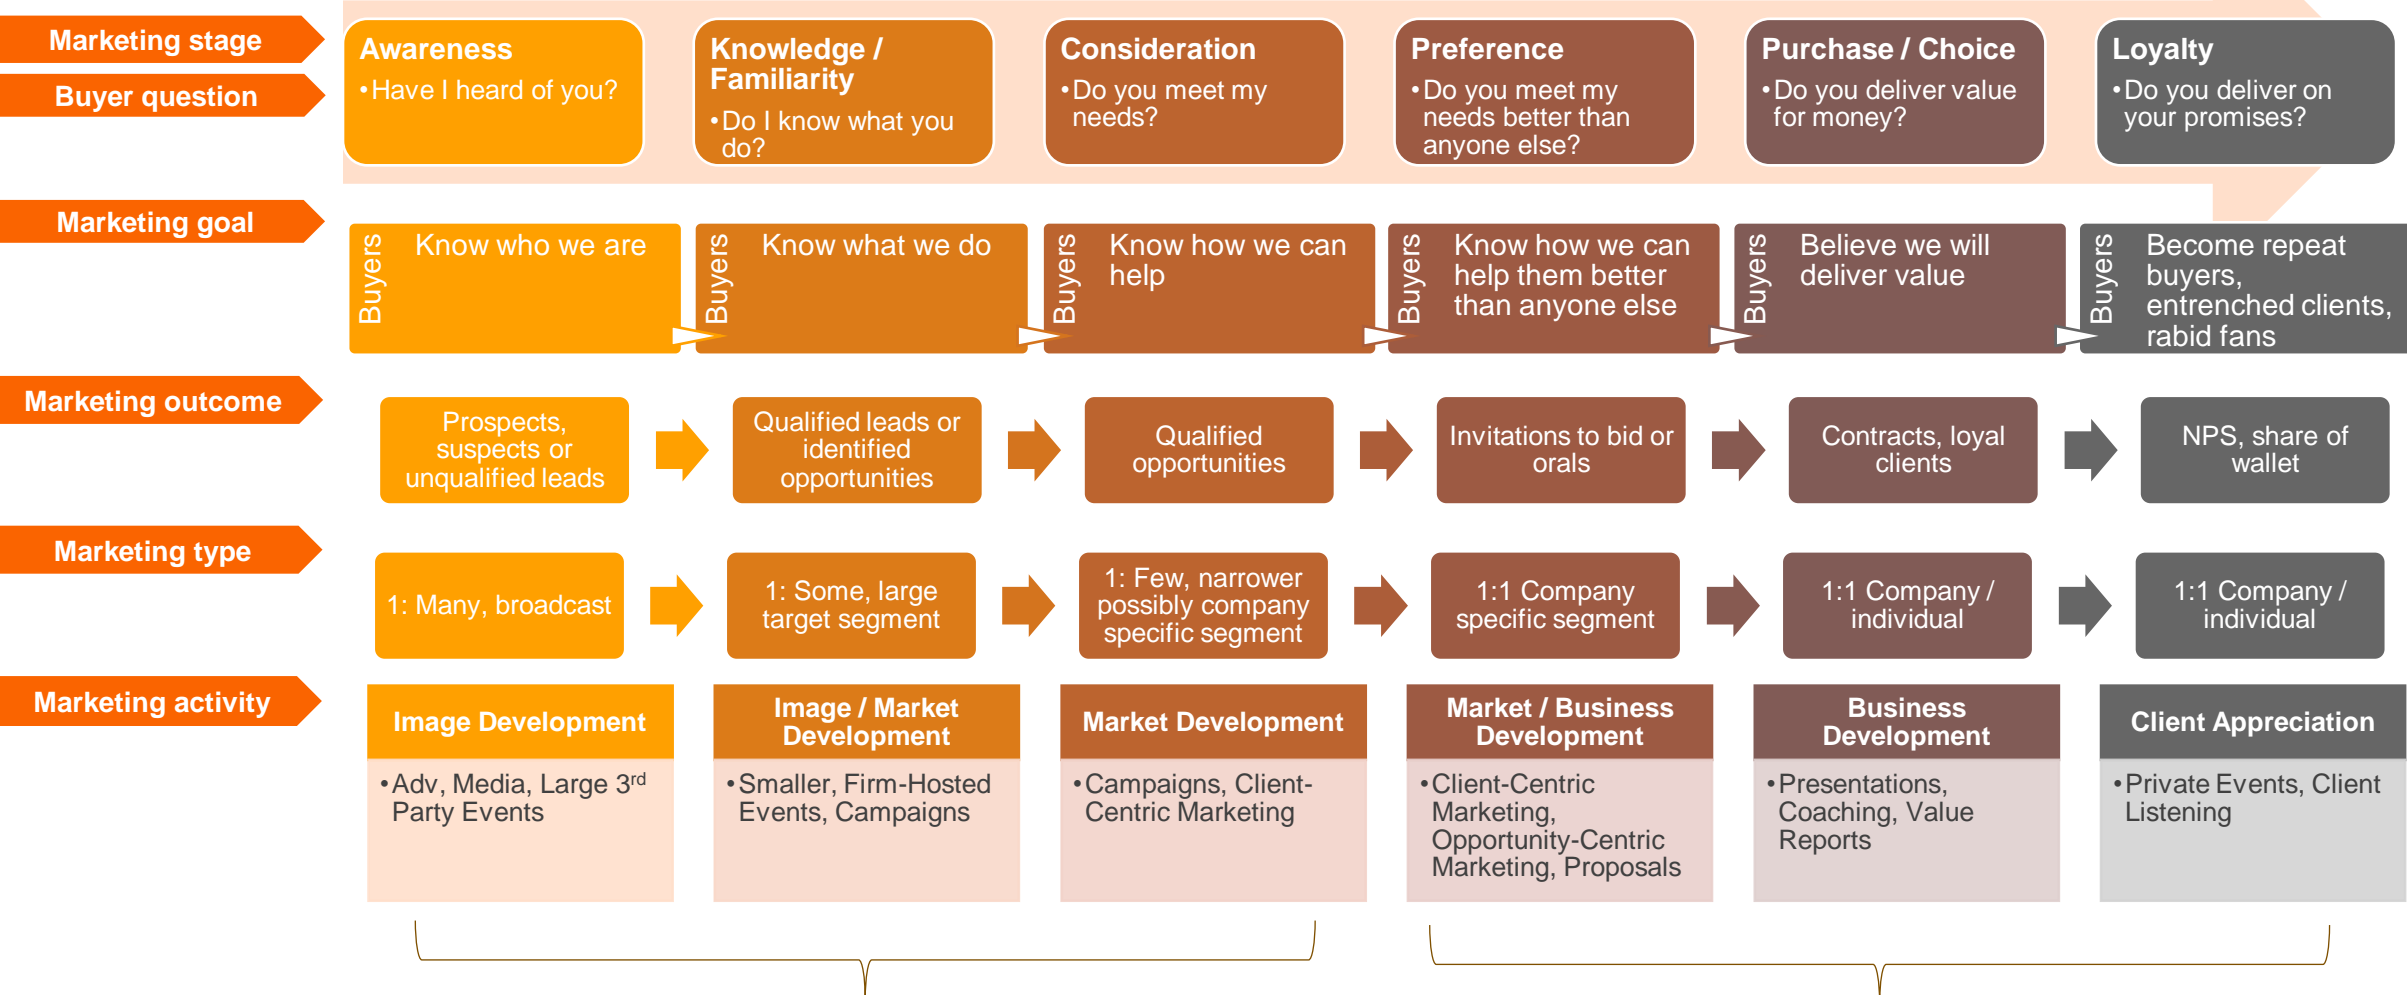 Marketing stage
Buyer question
Awareness
•Have I heard of you?
Knowledge /
Familiarity
•Do I know what you
do?
Consideration
•Do you meet my
needs?
Preference
•Do you meet my
needs better than
anyone else?
Purchase / Choice
•Do you deliver value
for money?
Loyalty
•Do you deliver on
your promises?
Marketing goal
Buyers
Know who we are
Buyers
Know what we do
Buyers
Know how we can
help
Buyers
Know how we can
help them better
than anyone else
Buyers
Believe we will
deliver value
Buyers
Become repeat
buyers,
entrenched clients,
rabid fans
Marketing outcome
Prospects,
suspects or
unqualified leads
Qualified leads or
identified
opportunities
Qualified
opportunities
Invitations to bid or
orals
Contracts, loyal
clients
NPS, share of
wallet
Marketing type
1: Many, broadcast
1: Some, large
target segment
1: Few, narrower
possibly company
specific segment
1:1 Company
specific segment
1:1 Company /
individual
1:1 Company /
individual
Marketing activity
Image Development
•Adv, Media, Large 3rd
Party Events
Image / Market
Development
•Smaller, Firm-Hosted
Events, Campaigns
Market Development
•Campaigns, Client-
Centric Marketing
Market / Business
Development
•Client-Centric
Marketing,
Opportunity-Centric
Marketing, Proposals
Business
Development
•Presentations,
Coaching, Value
Reports
Client Appreciation
•Private Events, Client
Listening